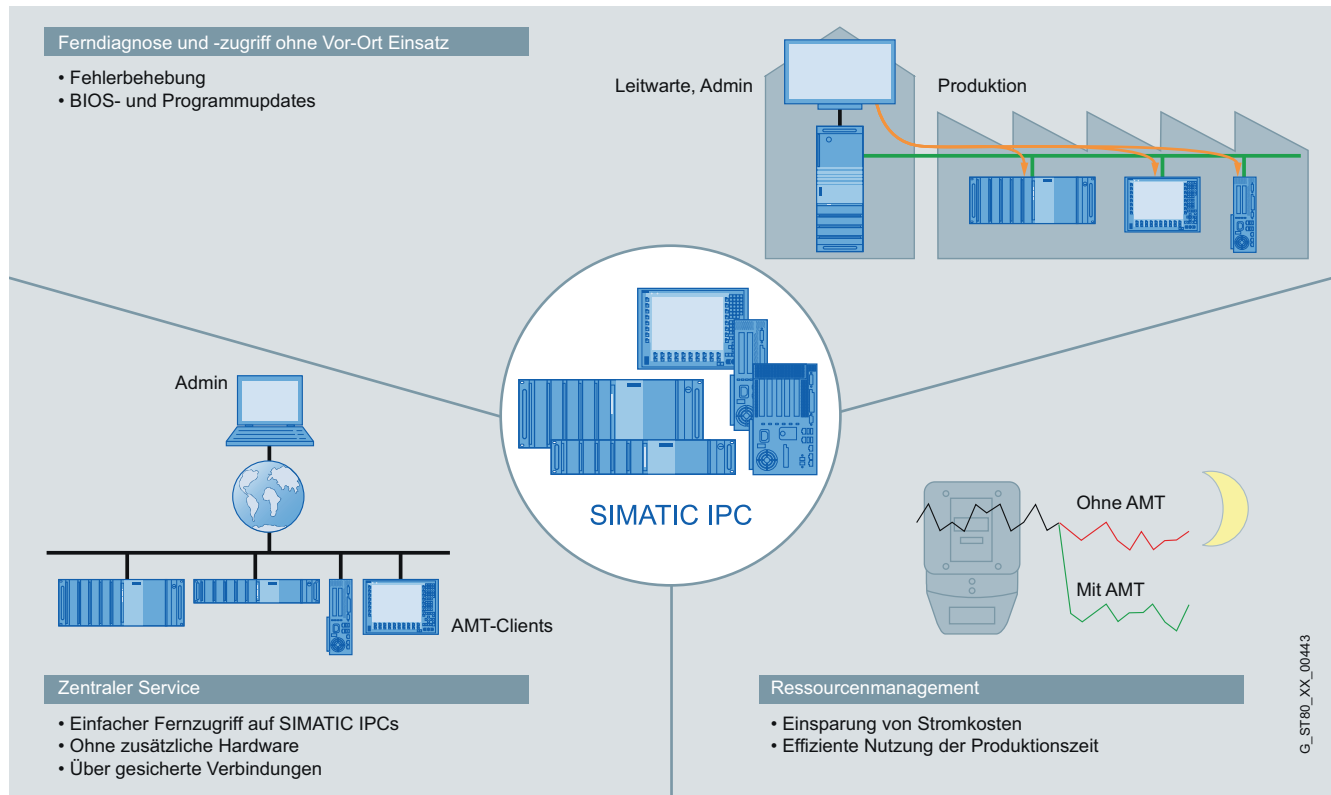 Ferndiagnose und -zugriff ohne Vor-Ort Einsatz
• Fehlerbehebung
• BIOS- und Programmupdates
Leitwarte, Admin
Produktion
Admin
AMT-Clients
SIMATIC IPC
Ohne AMT
Mit AMT
Zentraler Service
• Einfacher Fernzugriff auf SIMATIC IPCs
• Ohne zusätzliche Hardware
• Über gesicherte Verbindungen
Ressourcenmanagement
• Einsparung von Stromkosten
• Effiziente Nutzung der Produktionszeit
G_ST80_XX_00443